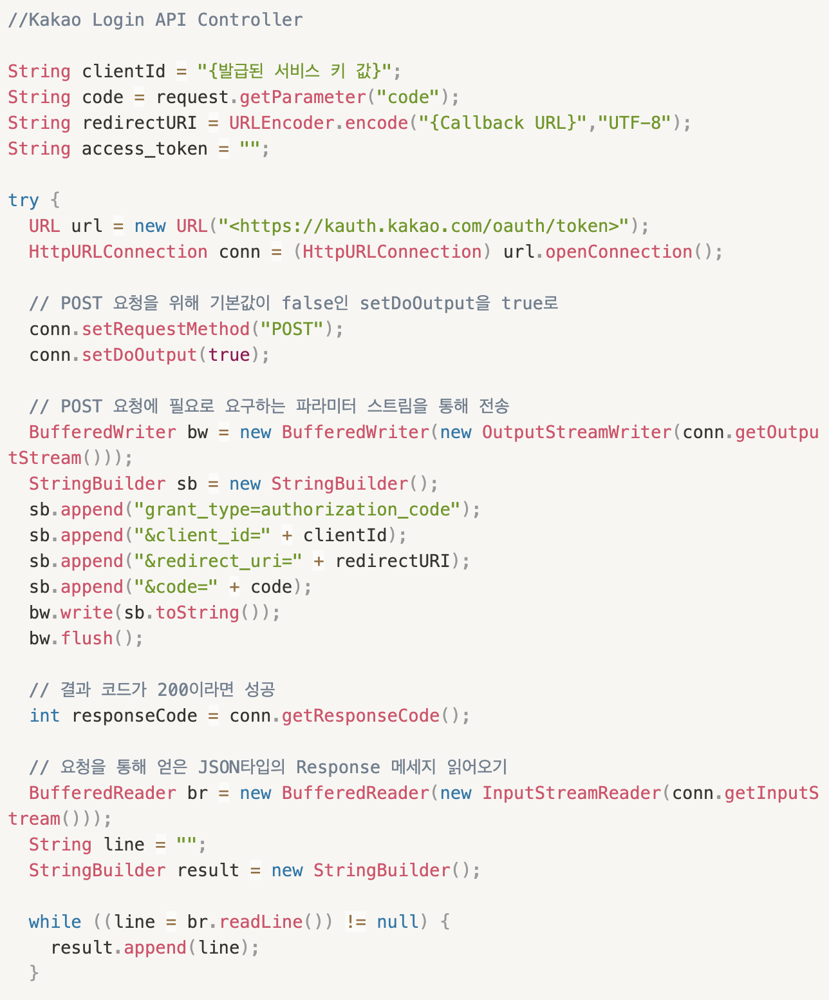 //Kakao Login API Controller

String clientId = "{발급된 서비스 키 값}";
String code = request.getParameter("code");
String redirectURI = URLEncoder.encode("{Callback URL}","UTF-8");
String access_token = "";

try {
  URL url = new URL("<https://kauth.kakao.com/oauth/token>");
  HttpURLConnection conn = (HttpURLConnection) url.openConnection();

  // POST 요청을 위해 기본값이 false인 setDoOutput을 true로
  conn.setRequestMethod("POST");
  conn.setDoOutput(true);

  // POST 요청에 필요로 요구하는 파라미터 스트림을 통해 전송
  BufferedWriter bw = new BufferedWriter(new OutputStreamWriter(conn.getOutpu
tStream()));
  StringBuilder sb = new StringBuilder();
  sb.append("grant_type=authorization_code");
  sb.append("&client_id=" + clientId);
  sb.append("&redirect_uri=" + redirectURI);
  sb.append("&code=" + code);
  bw.write(sb.toString());
  bw.flush();

  // 결과 코드가 200이라면 성공
  int responseCode = conn.getResponseCode();

  // 요청을 통해 얻은 JSON타입의 Response 메세지 읽어오기
  BufferedReader br = new BufferedReader(new InputStreamReader(conn.getInputS
tream()));
  String line = "";
  StringBuilder result = new StringBuilder();

  while ((line = br.readLine()) != null) {
    result.append(line);
  }